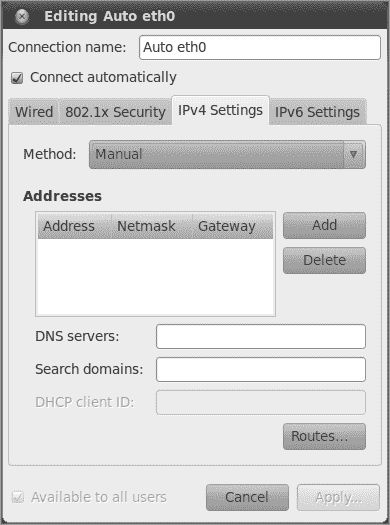 Editing Auto eth0
Connection name: Auto eth0
Connect automatically
Wired 802.1x Security IPv4 Settings IPv6 Settings
Method: Manual
Addresses
Address Netmask Gateway Add
Delete
DNS servers:
Search domains:
DHCP client ID:
Routes...
Available to all users Cancel Apply...